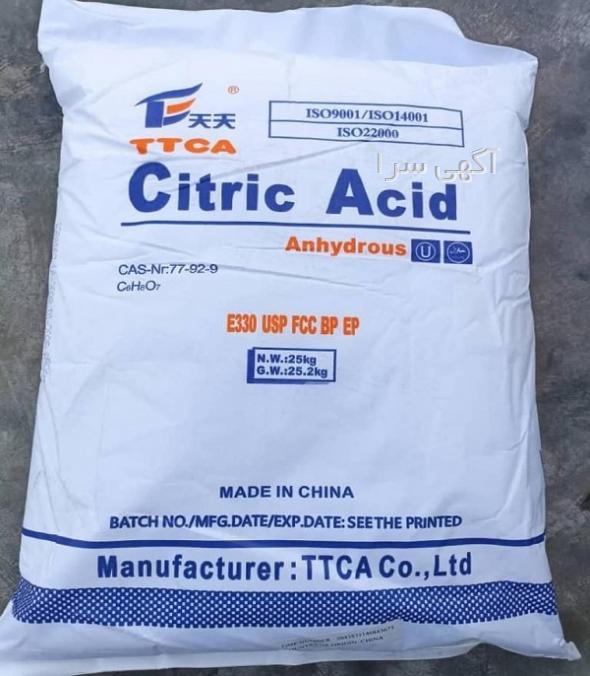 ®
天天
TTCA
ISO9001/ISO14001
ISO22000
آگهی سرا
Citric Acid
Anhydrous U
CAS-Nr:77-92-9
C₆H₈O₇
E330 USP FCC BP EP
N.W.:25kg
G.W.:25.2kg
MADE IN CHINA
BATCH NO./MFG.DATE/EXP.DATE: SEE THE PRINTED
Manufacturer:TTCA Co.,Ltd